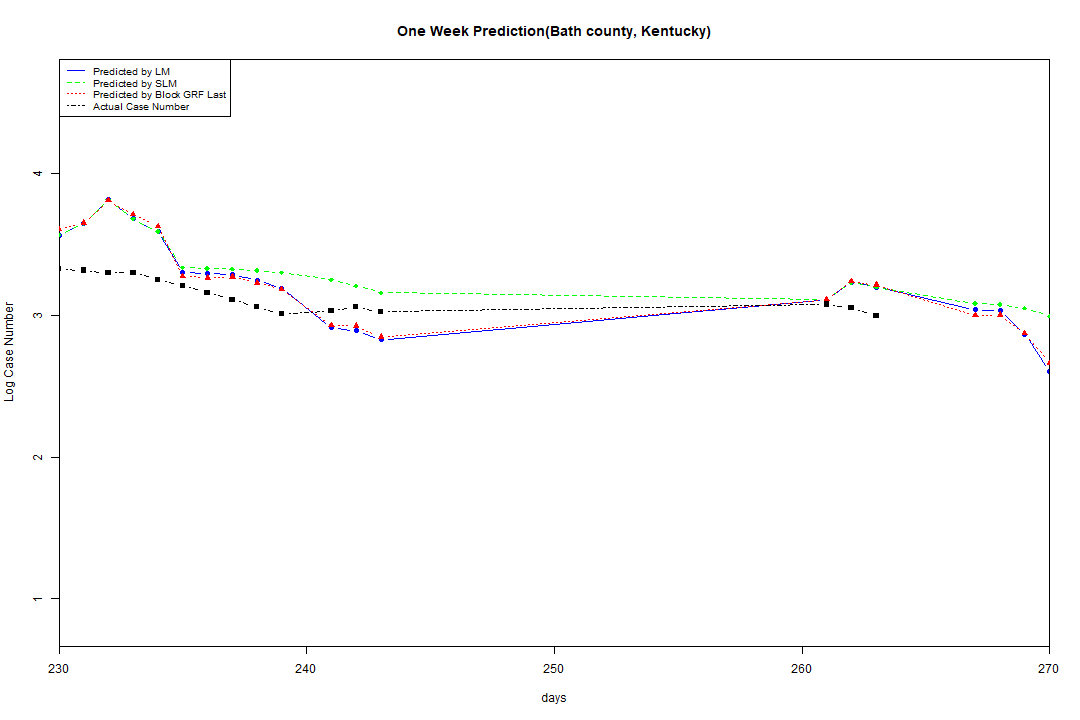 One Week Prediction(Bath county, Kentucky)
Predicted by LM
Predicted by SLM
Predicted by Block GRF Last
Actual Case Number
4
3
2
1
Log Case Number
230 240 250 260 270
days